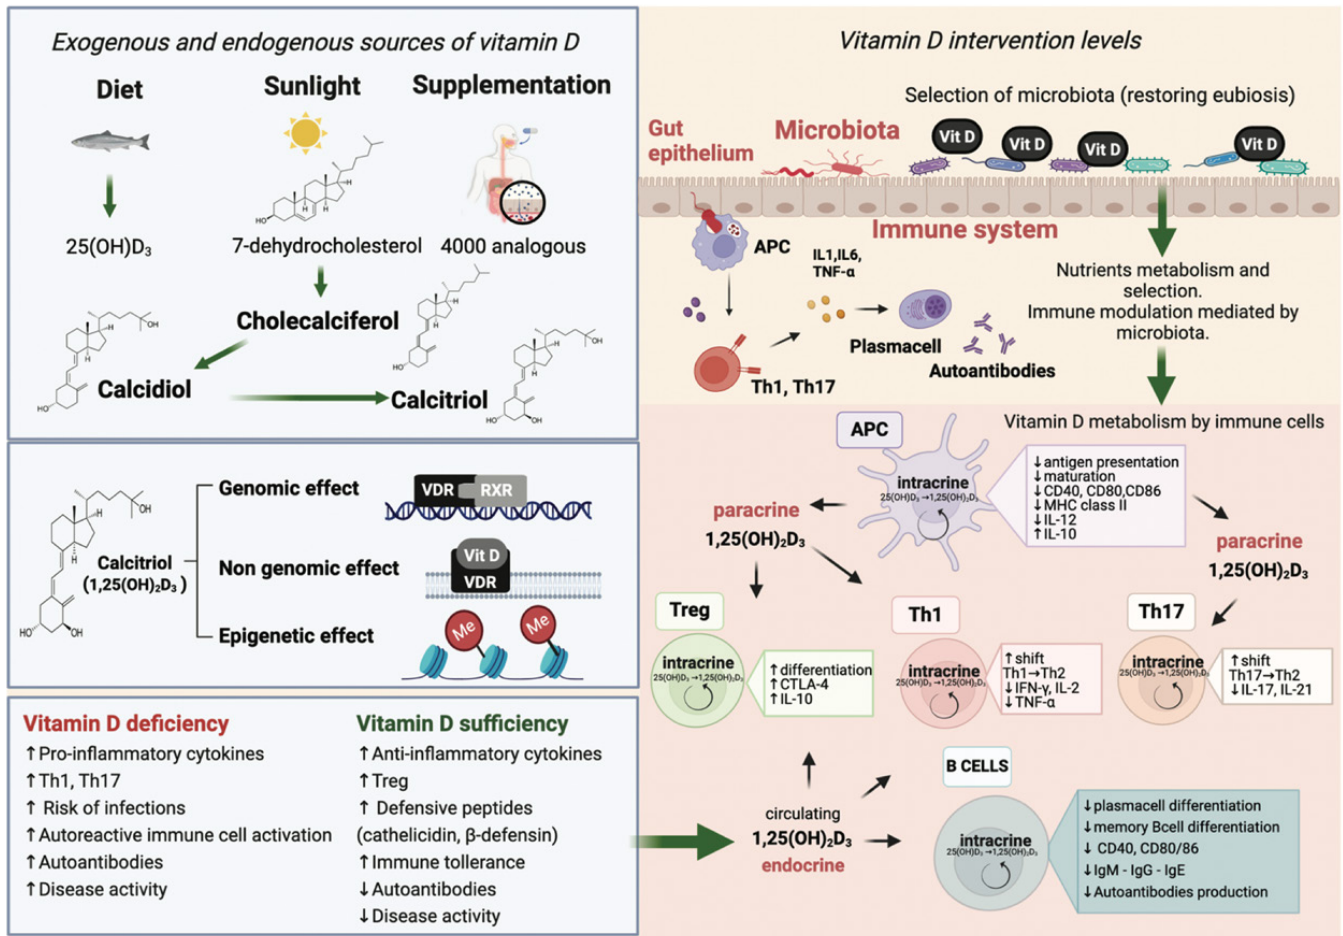 Exogenous and endogenous sources of vitamin D
Diet
Sunlight
Supplementation
HO
H
H
H
25(OH)D₃
7-dehydrocholesterol
4000 analogous
OH
H
H
HO
Cholecalciferol
H
H
HO
OH
H
H
HO
OH
Calcidiol
Calcitriol
OH
H
H
HO
OH
Calcitriol
(1,25(OH)₂D₃)
Genomic effect
VDR
RXR
Non genomic effect
Vit D
VDR
Epigenetic effect
Me
Me
Vitamin D deficiency
↑Pro-inflammatory cytokines
↑Th1, Th17
↑ Risk of infections
↑Autoreactive immune cell activation
↑Autoantibodies
↑Disease activity
Vitamin D sufficiency
↑Anti-inflammatory cytokines
↑Treg
↑ Defensive peptides
(cathelicidin, β-defensin)
↑Immune tollerance
↓Autoantibodies
↓Disease activity
Vitamin D intervention levels
Selection of microbiota (restoring eubiosis)
Gut
epithelium
Microbiota
Vit D
Vit D
Vit D
Vit D
Immune system
APC
IL1,IL6,
TNF-α
Plasmacell
Autoantibodies
Th1, Th17
Nutrients metabolism and
selection.
Immune modulation mediated by
microbiota.
Vitamin D metabolism by immune cells
APC
intracrine
25(OH)D₃→1,25(OH)₂D₃
↓antigen presentation
↓maturation
↓CD40, CD80,CD86
↓MHC class II
↓IL-12
↑IL-10
paracrine
1,25(OH)₂D₃
paracrine
1,25(OH)₂D₃
Treg
intracrine
25(OH)D₃→1,25(OH)₂D₃
↑differentiation
↑CTLA-4
↑IL-10
Th1
intracrine
25(OH)D₃→1,25(OH)₂D₃
↑shift
Th1→Th2
↓IFN-γ, IL-2
↓TNF-α
Th17
intracrine
25(OH)D₃→1,25(OH)₂D₃
↑shift
Th17→Th2
↓IL-17, IL-21
circulating
1,25(OH)₂D₃
endocrine
B CELLS
intracrine
25(OH)D₃→1,25(OH)₂D₃
↓plasmacell differentiation
↓memory Bcell differentiation
↓ CD40, CD80/86
↓IgM - IgG - IgE
↓Autoantibodies production